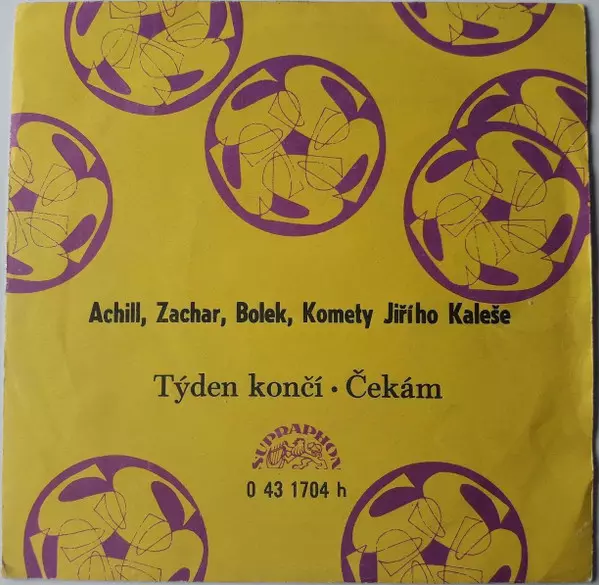 Achill, Zachar, Bolek, Komety Jiřího Kaleše
Týden končí · Čekám
SUPRAPHON
0 43 1704 h